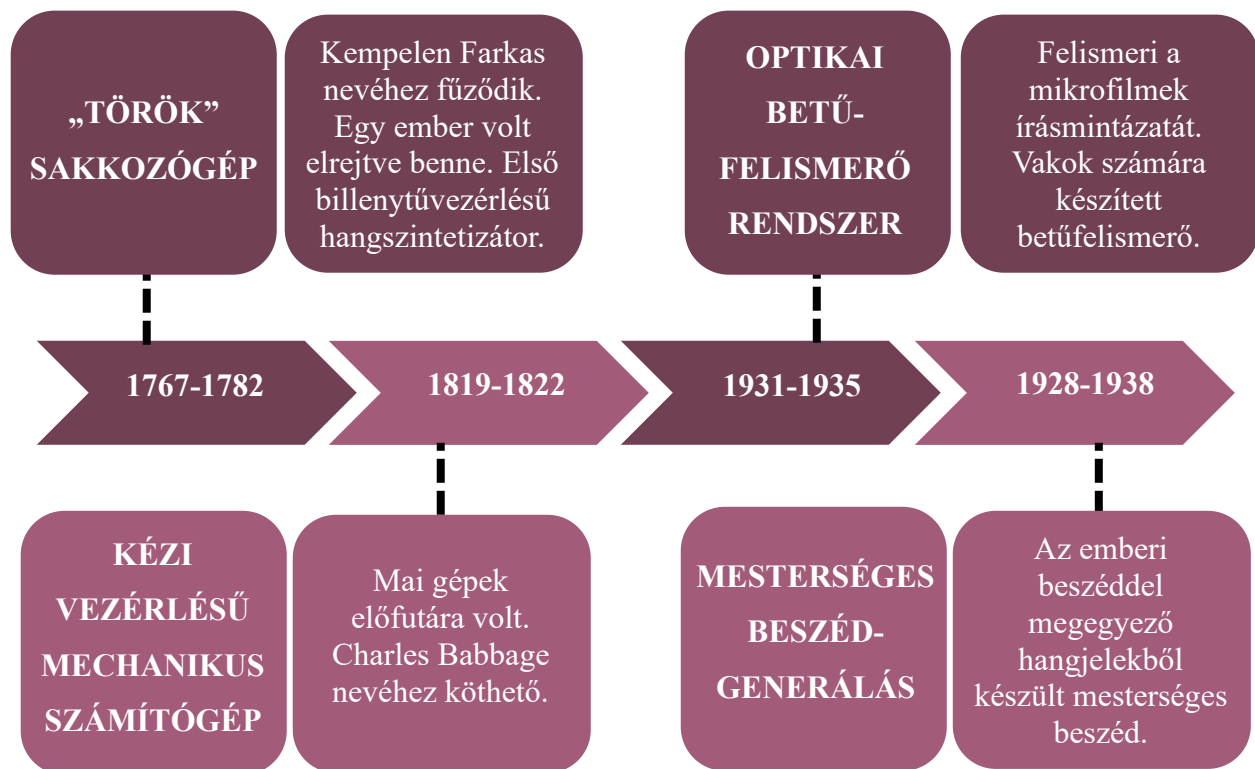 „TÖRÖK”
SAKKOZÓGÉP
Kempelen Farkas
nevéhez fűződik.
Egy ember volt
elrejtve benne. Első
billenytűvezérlésű
hangszintetizátor.
OPTIKAI
BETŰ-
FELISMERŐ
RENDSZER
Felismeri a
mikrofilmek
írásmintázatát.
Vakok számára
készített
betűfelismerő.
1767-1782
1819-1822
1931-1935
1928-1938
KÉZI
VEZÉRLÉSŰ
MECHANIKUS
SZÁMÍTÓGÉP
Mai gépek
előfutára volt.
Charles Babbage
nevéhez köthető.
MESTERSÉGES
BESZÉD-
GENERÁLÁS
Az emberi
beszéddel
megegyező
hangjelekből
készült mesterséges
beszéd.